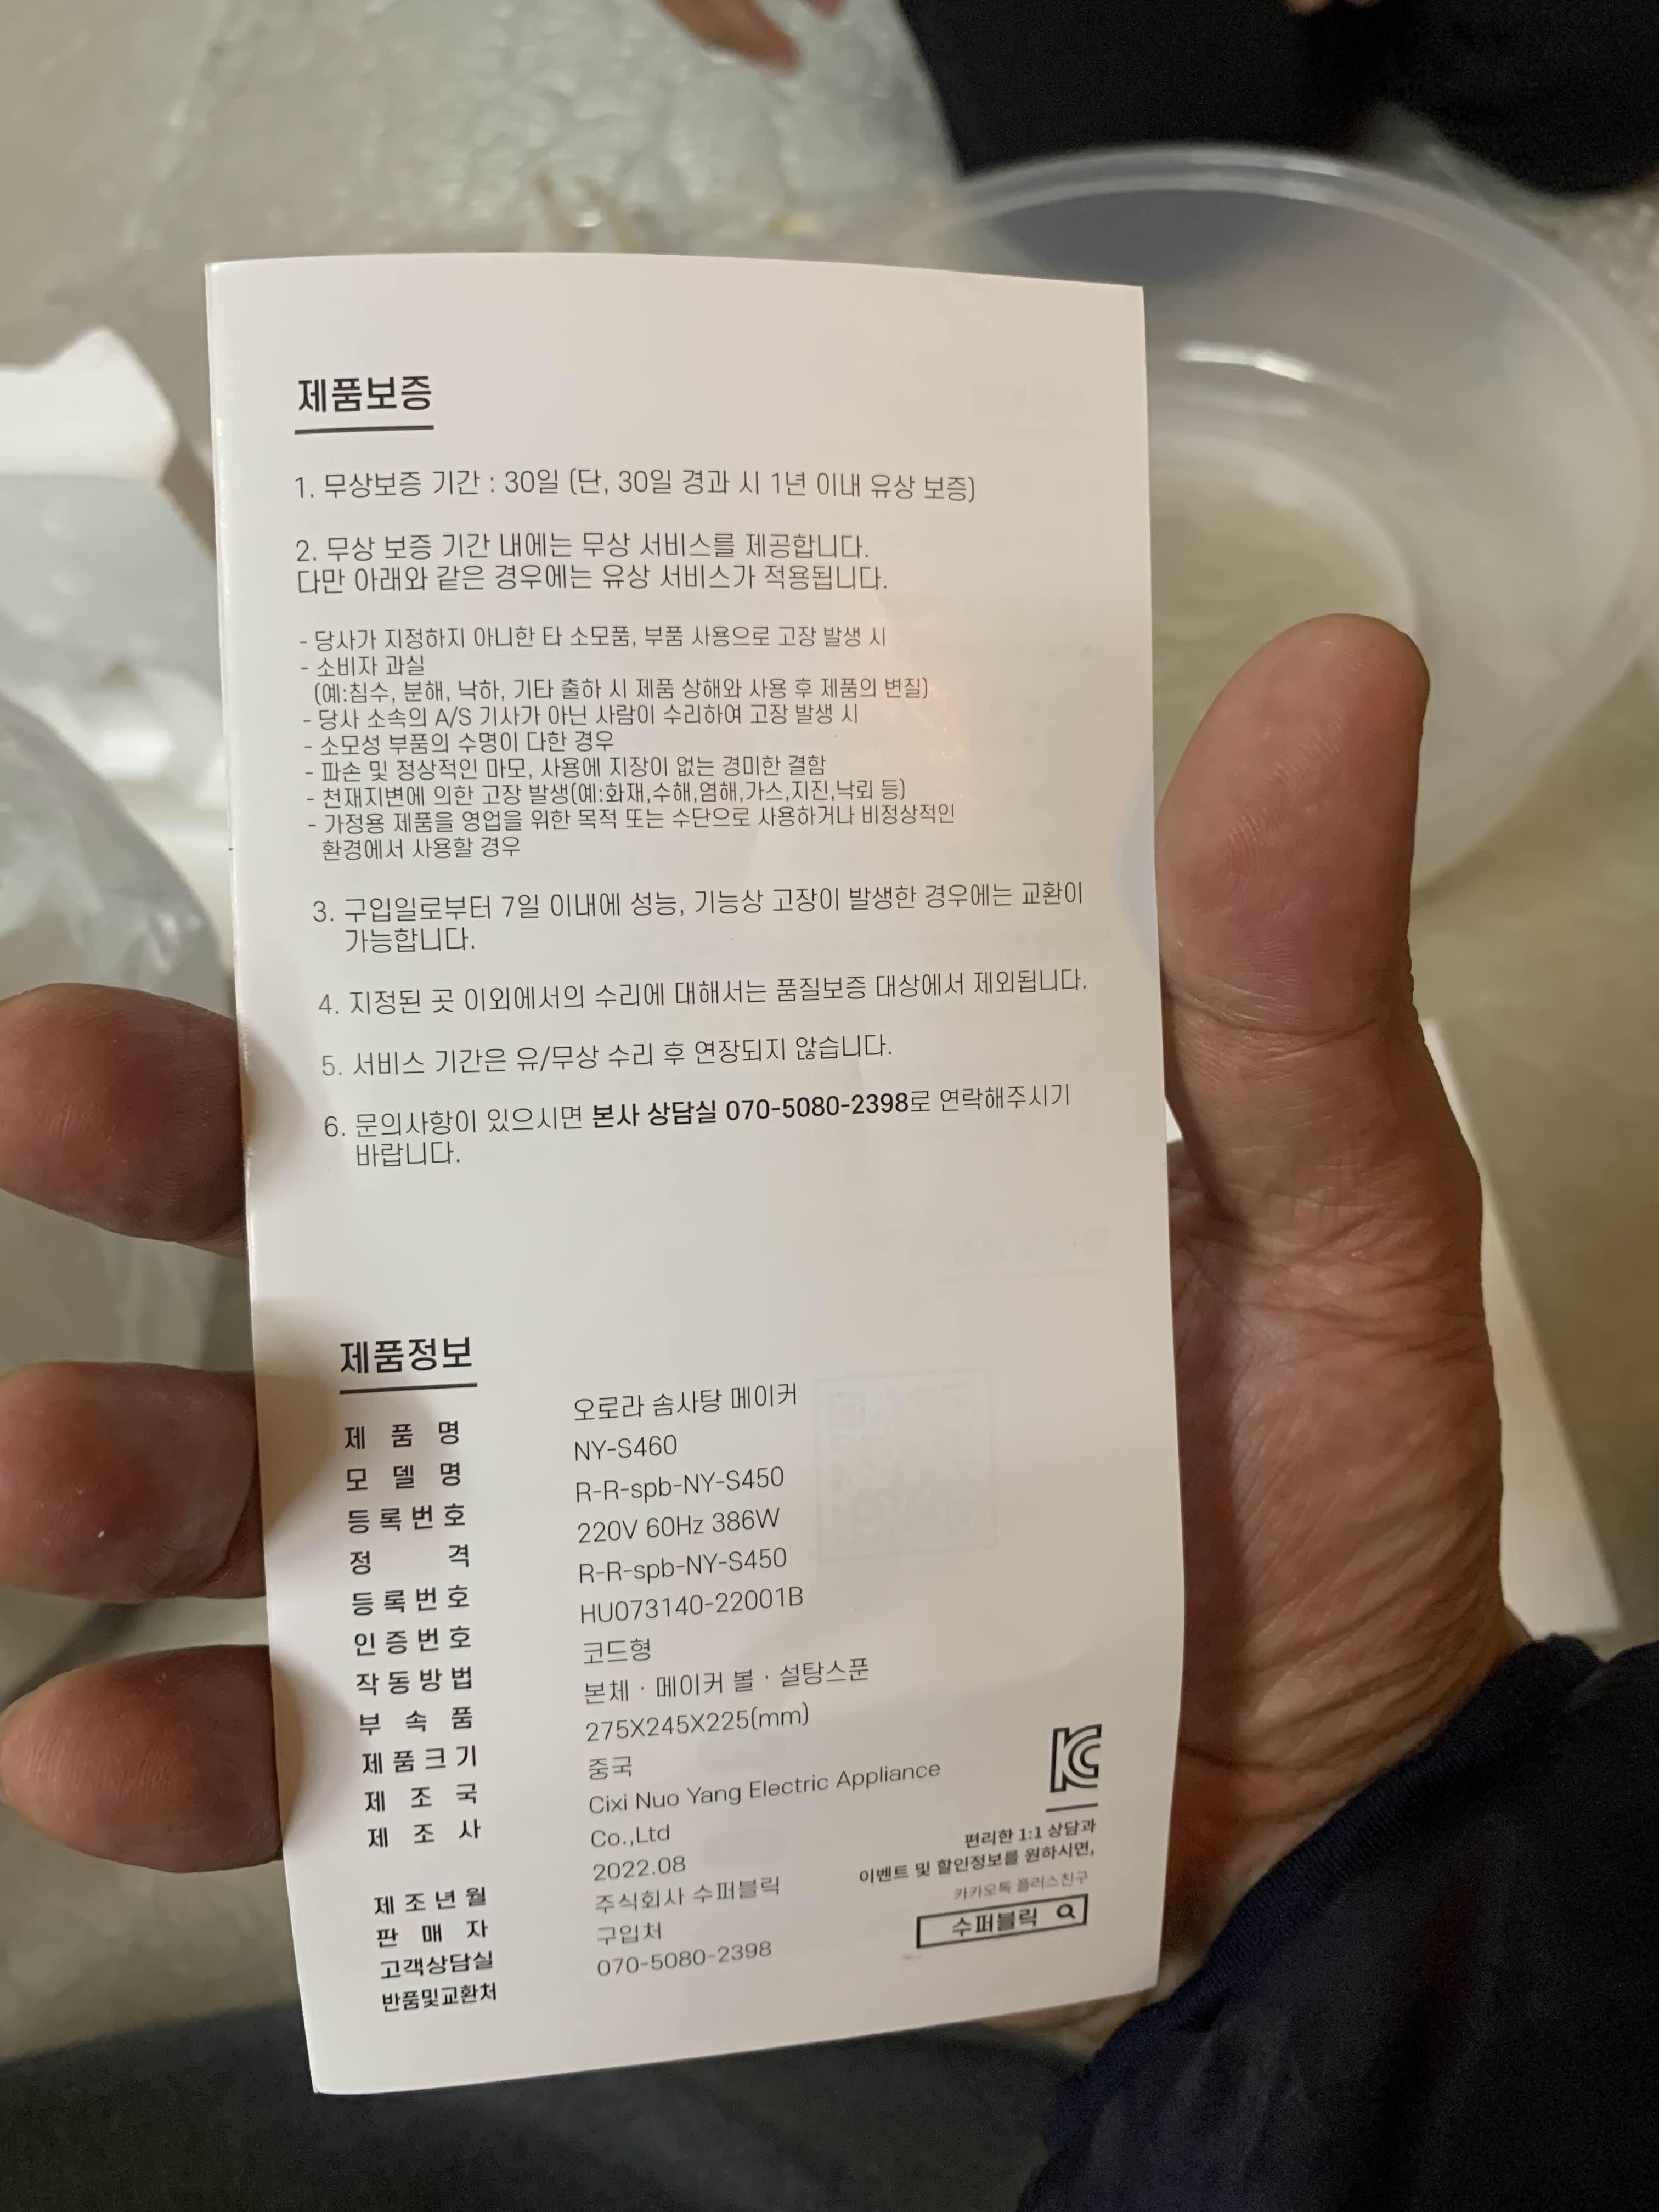 제품보증
1. 무상보증 기간 : 30일 (단, 30일 경과 시 1년 이내 유상 보증)
2. 무상 보증 기간 내에는 무상 서비스를 제공합니다.
다만 아래와 같은 경우에는 유상 서비스가 적용됩니다.
- 당사가 지정하지 아니한 타 소모품, 부품 사용으로 고장 발생 시
- 소비자 과실
(예:침수, 분해, 낙하, 기타 출하 시 제품 상해와 사용 후 제품의 변질)
- 당사 소속의 A/S 기사가 아닌 사람이 수리하여 고장 발생 시
- 소모성 부품의 수명이 다한 경우
- 파손 및 정상적인 마모, 사용에 지장이 없는 경미한 결함
- 천재지변에 의한 고장 발생(예:화재,수해,염해,가스,지진,낙뢰 등)
- 가정용 제품을 영업을 위한 목적 또는 수단으로 사용하거나 비정상적인
환경에서 사용할 경우
3. 구입일로부터 7일 이내에 성능, 기능상 고장이 발생한 경우에는 교환이
가능합니다.
4. 지정된 곳 이외에서의 수리에 대해서는 품질보증 대상에서 제외됩니다.
5. 서비스 기간은 유/무상 수리 후 연장되지 않습니다.
6. 문의사항이 있으시면 본사 상담실 070-5080-2398로 연락해주시기
바랍니다.
제품정보
제 품 명 오로라 솜사탕 메이커
모 델 명 NY-S460
등록번호 R-R-spb-NY-S450
정 격 220V 60Hz 386W
등록번호 R-R-spb-NY-S450
인증번호 HU073140-22001B
작동방법 코드형
부 속 품 본체 · 메이커 볼 · 설탕스푼
제품크기 275X245X225(mm)
제 조 국 중국
제 조 사 Cixi Nuo Yang Electric Appliance
Co.,Ltd
제조년월 2022.08
판 매 자 주식회사 수퍼블릭
고객상담실 구입처
반품및교환처 070-5080-2398
편리한 1:1 상담과
이벤트 및 할인정보를 원하시면,
카카오톡 플러스친구
수퍼블릭